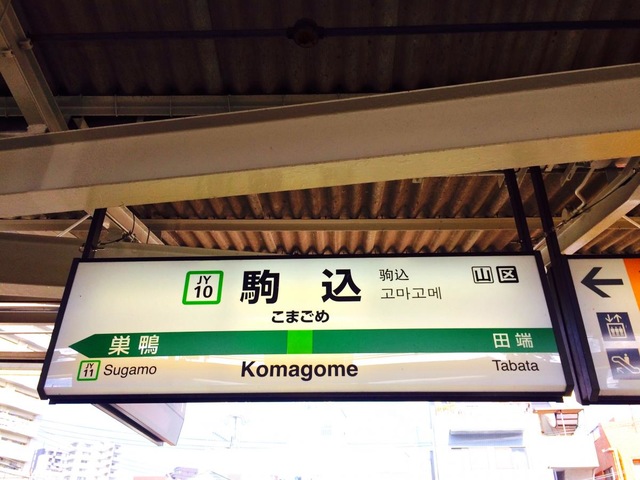 JY
10
駒込
こまごめ
駒込
고마고메
山区
巣鴨
田端
JY
11
Sugamo
Komagome
Tabata